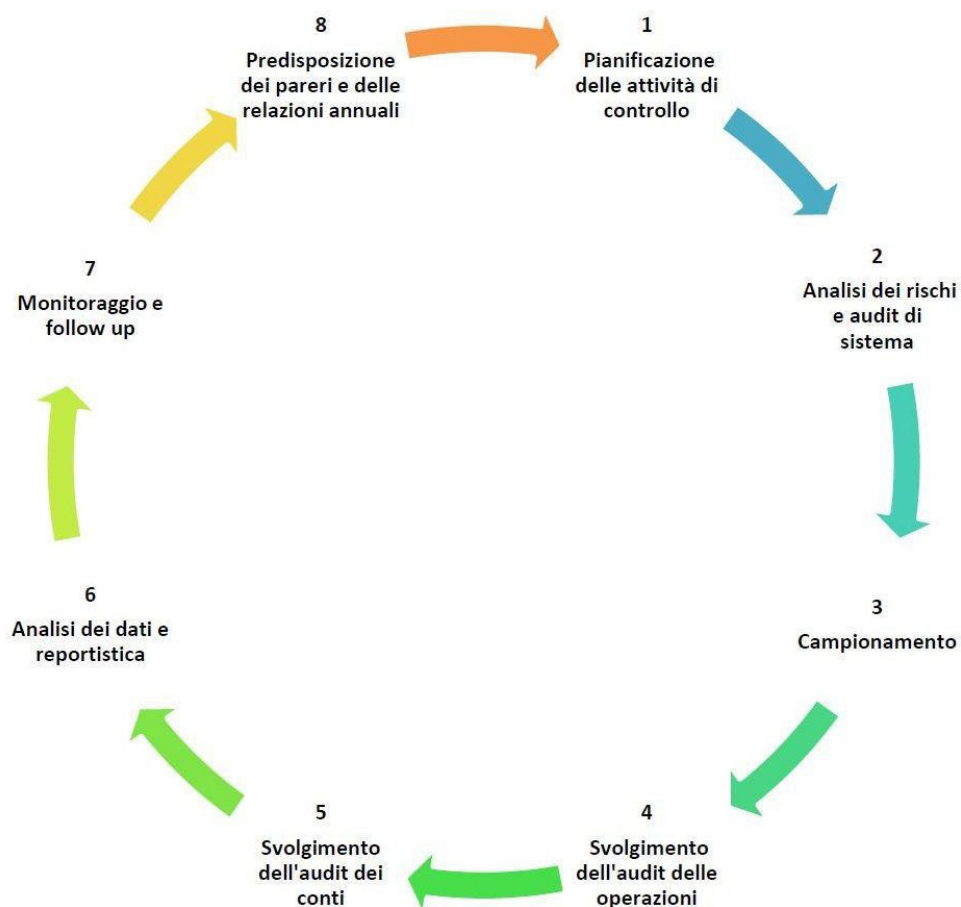 1
Pianificazione
delle attività di
controllo
2
Analisi dei rischi
e audit di
sistema
3
Campionamento
4
Svolgimento
dell'audit delle
operazioni
5
Svolgimento
dell'audit dei
conti
6
Analisi dei dati e
reportistica
7
Monitoraggio e
follow up
8
Predisposizione
dei pareri e delle
relazioni annuali